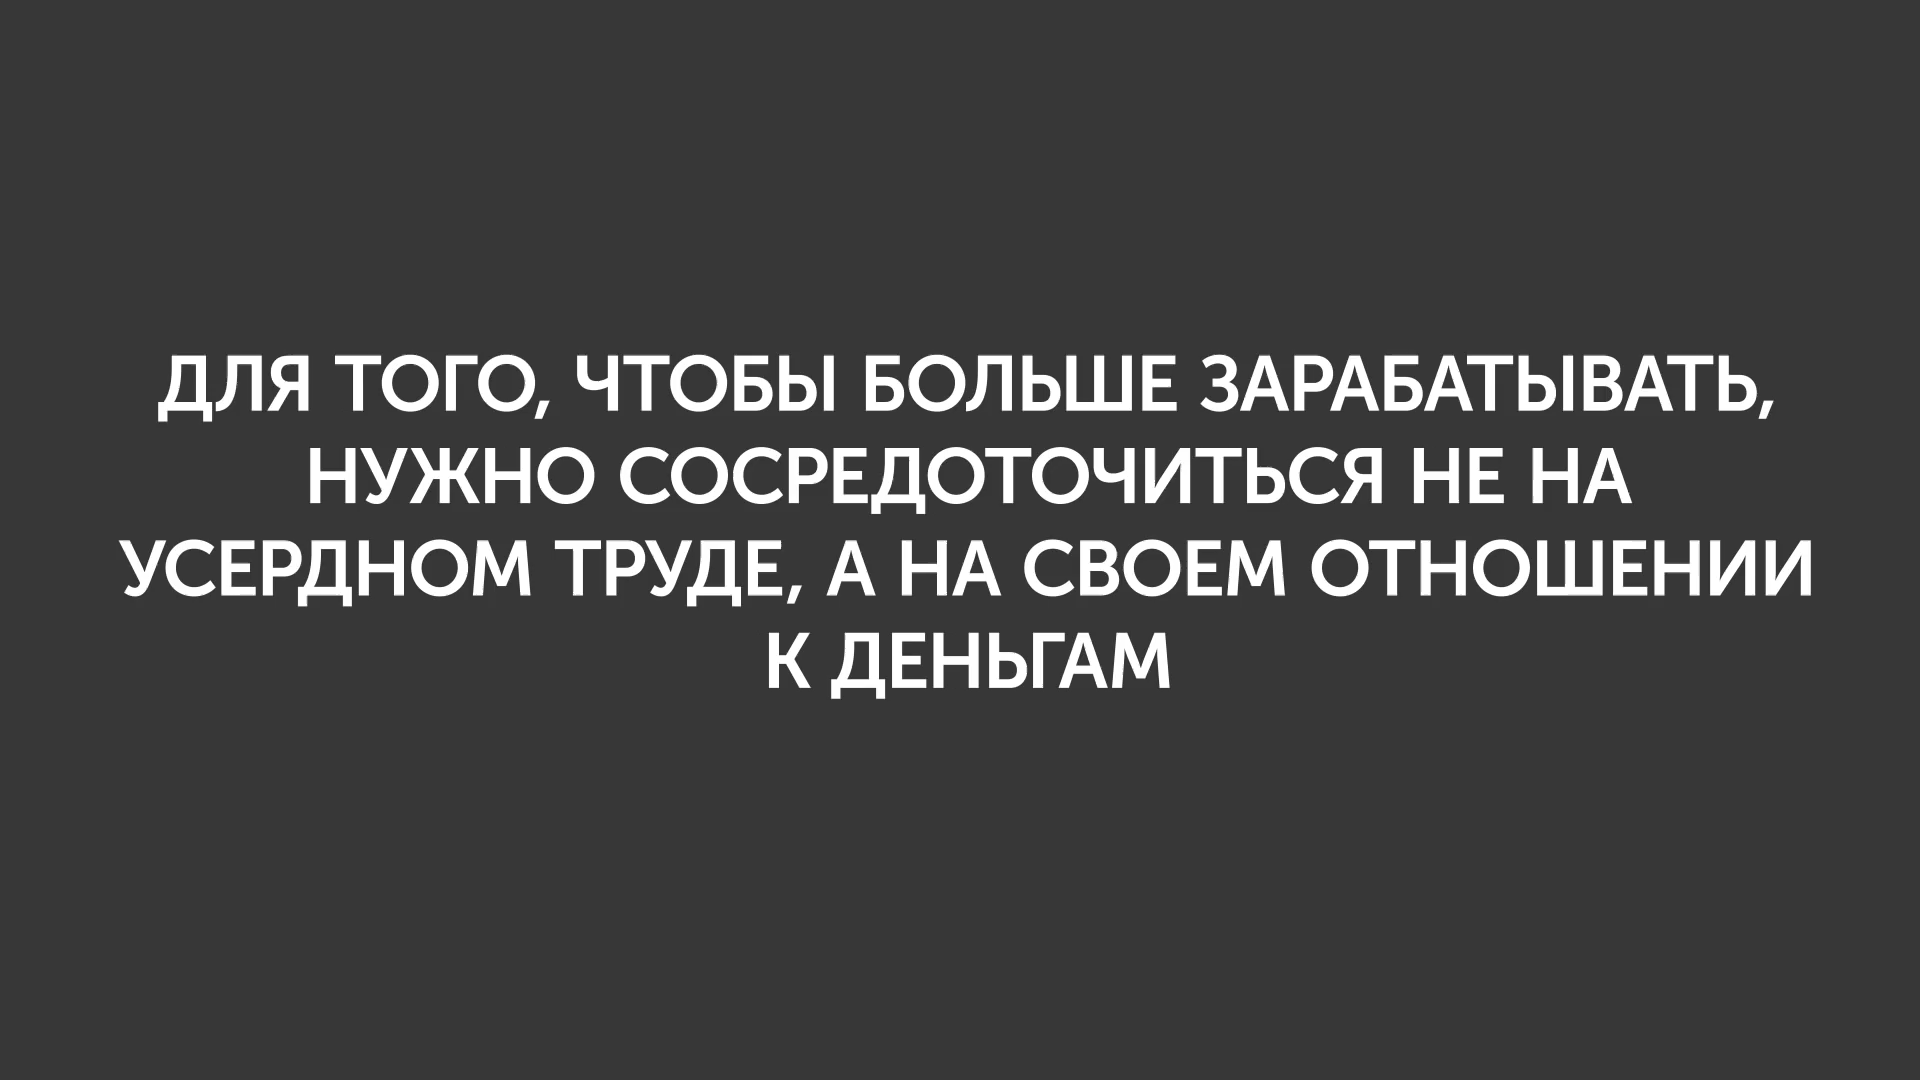 ДЛЯ ТОГО, ЧТОБЫ БОЛЬШЕ ЗАРАБАТЫВАТЬ,
НУЖНО СОСРЕДОТОЧИТЬСЯ НЕ НА
УСЕРДНОМ ТРУДЕ, А НА СВОЕМ ОТНОШЕНИИ
К ДЕНЬГАМ